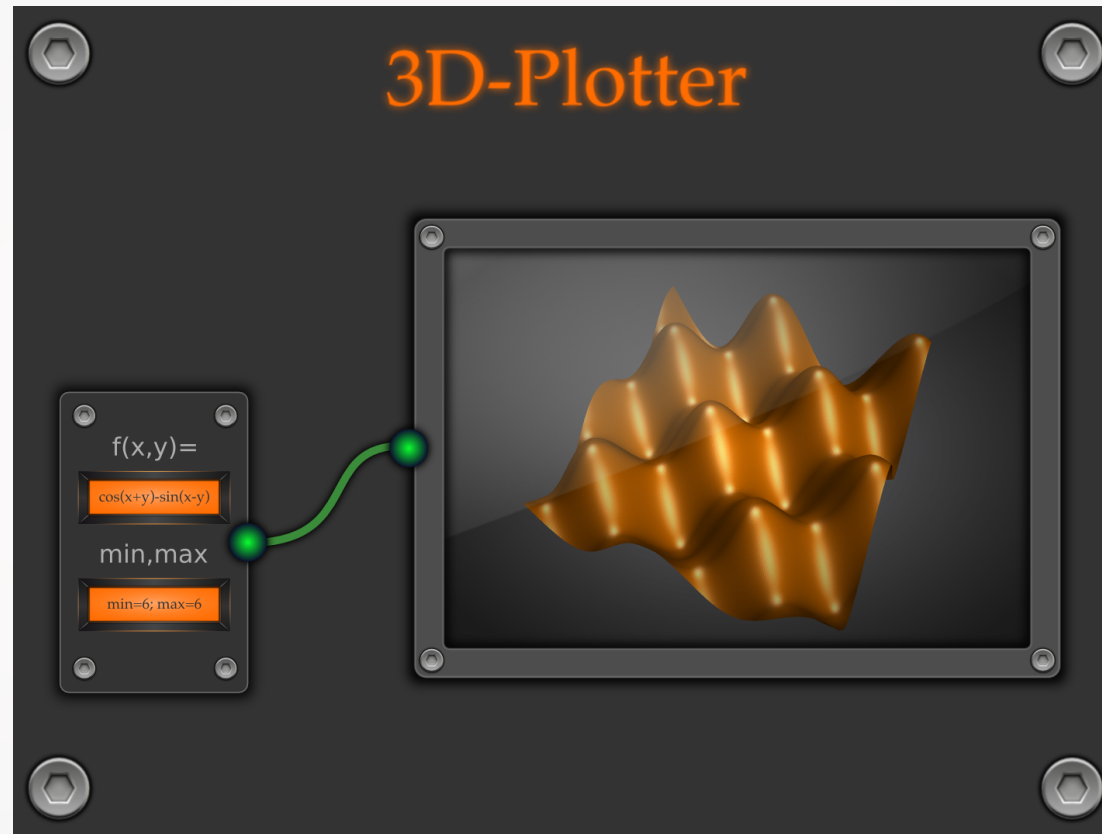 3D-Plotter
f(x,y)=
cos(x+y)-sin(x-y)
min,max
min=6; max=6